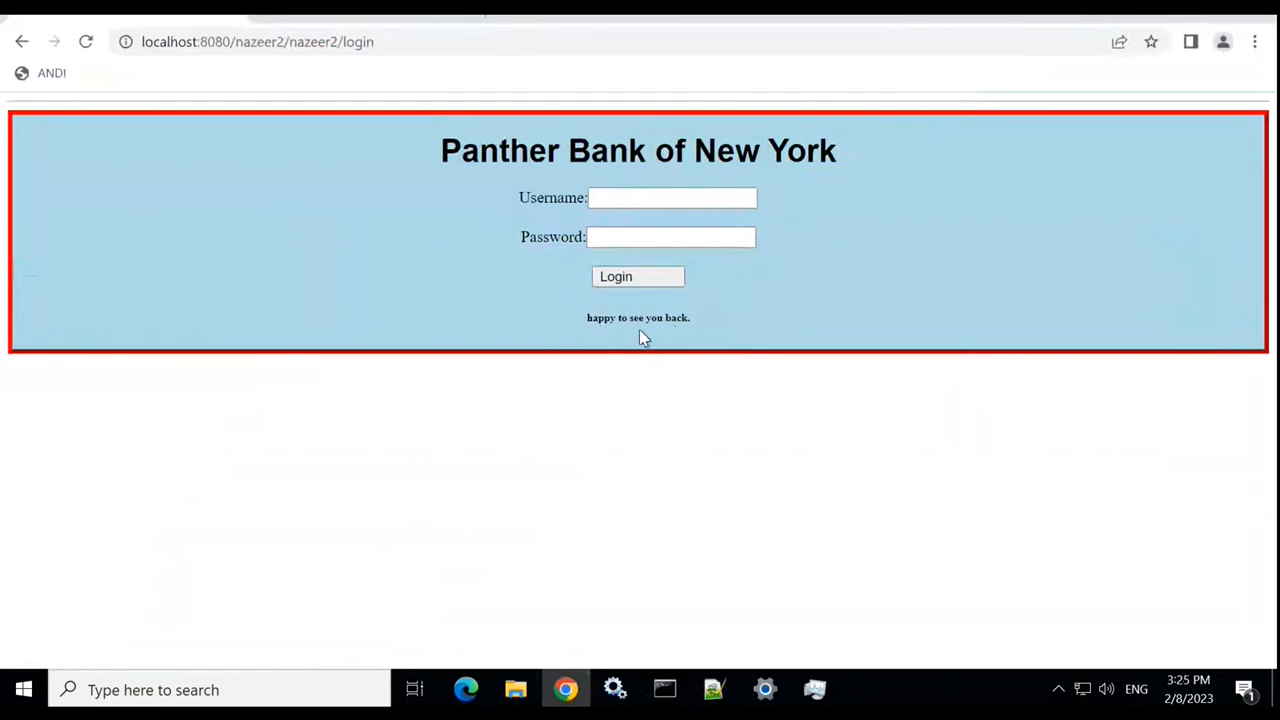 localhost:8080/nazeer2/nazeer2/login
ANDI
Panther Bank of New York
Username:
Password:
Login
happy to see you back.
Type here to search
ENG
3:25 PM
2/8/2023
1